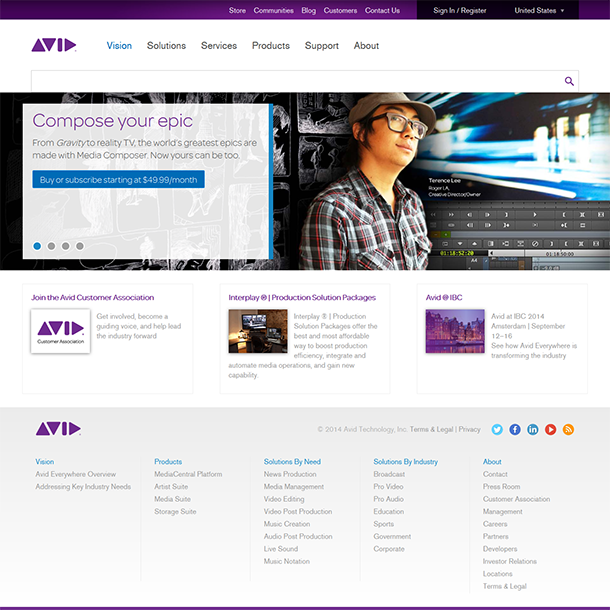 Store Communities Blog Customers Contact Us Sign In / Register United States
AVID
Vision Solutions Services Products Support About
Compose your epic
From Gravity to reality TV, the world's greatest epics are
made with Media Composer. Now yours can be too.
Buy or subscribe starting at $49.99/month
Terence Lee
Roger LA,
Creative Director/Owner
01:18:52:20
01:18:50:00
A4
Join the Avid Customer Association
AVID
Customer Association
Get involved, become a
guiding voice, and help lead
the industry forward
Interplay ® | Production Solution Packages
Interplay ® | Production
Solution Packages offer the
best and most affordable
way to boost production
efficiency, integrate and
automate media operations, and gain new
capability.
Avid @ IBC
Avid at IBC 2014
Amsterdam | September
12–16
See how Avid Everywhere is
transforming the industry
AVID
© 2014 Avid Technology, Inc. Terms & Legal | Privacy
Vision
Avid Everywhere Overview
Addressing Key Industry Needs
Products
MediaCentral Platform
Artist Suite
Media Suite
Storage Suite
Solutions By Need
News Production
Media Management
Video Editing
Video Post Production
Music Creation
Audio Post Production
Live Sound
Music Notation
Solutions By Industry
Broadcast
Pro Video
Pro Audio
Education
Sports
Government
Corporate
About
Contact
Press Room
Customer Association
Management
Careers
Partners
Developers
Investor Relations
Locations
Terms & Legal